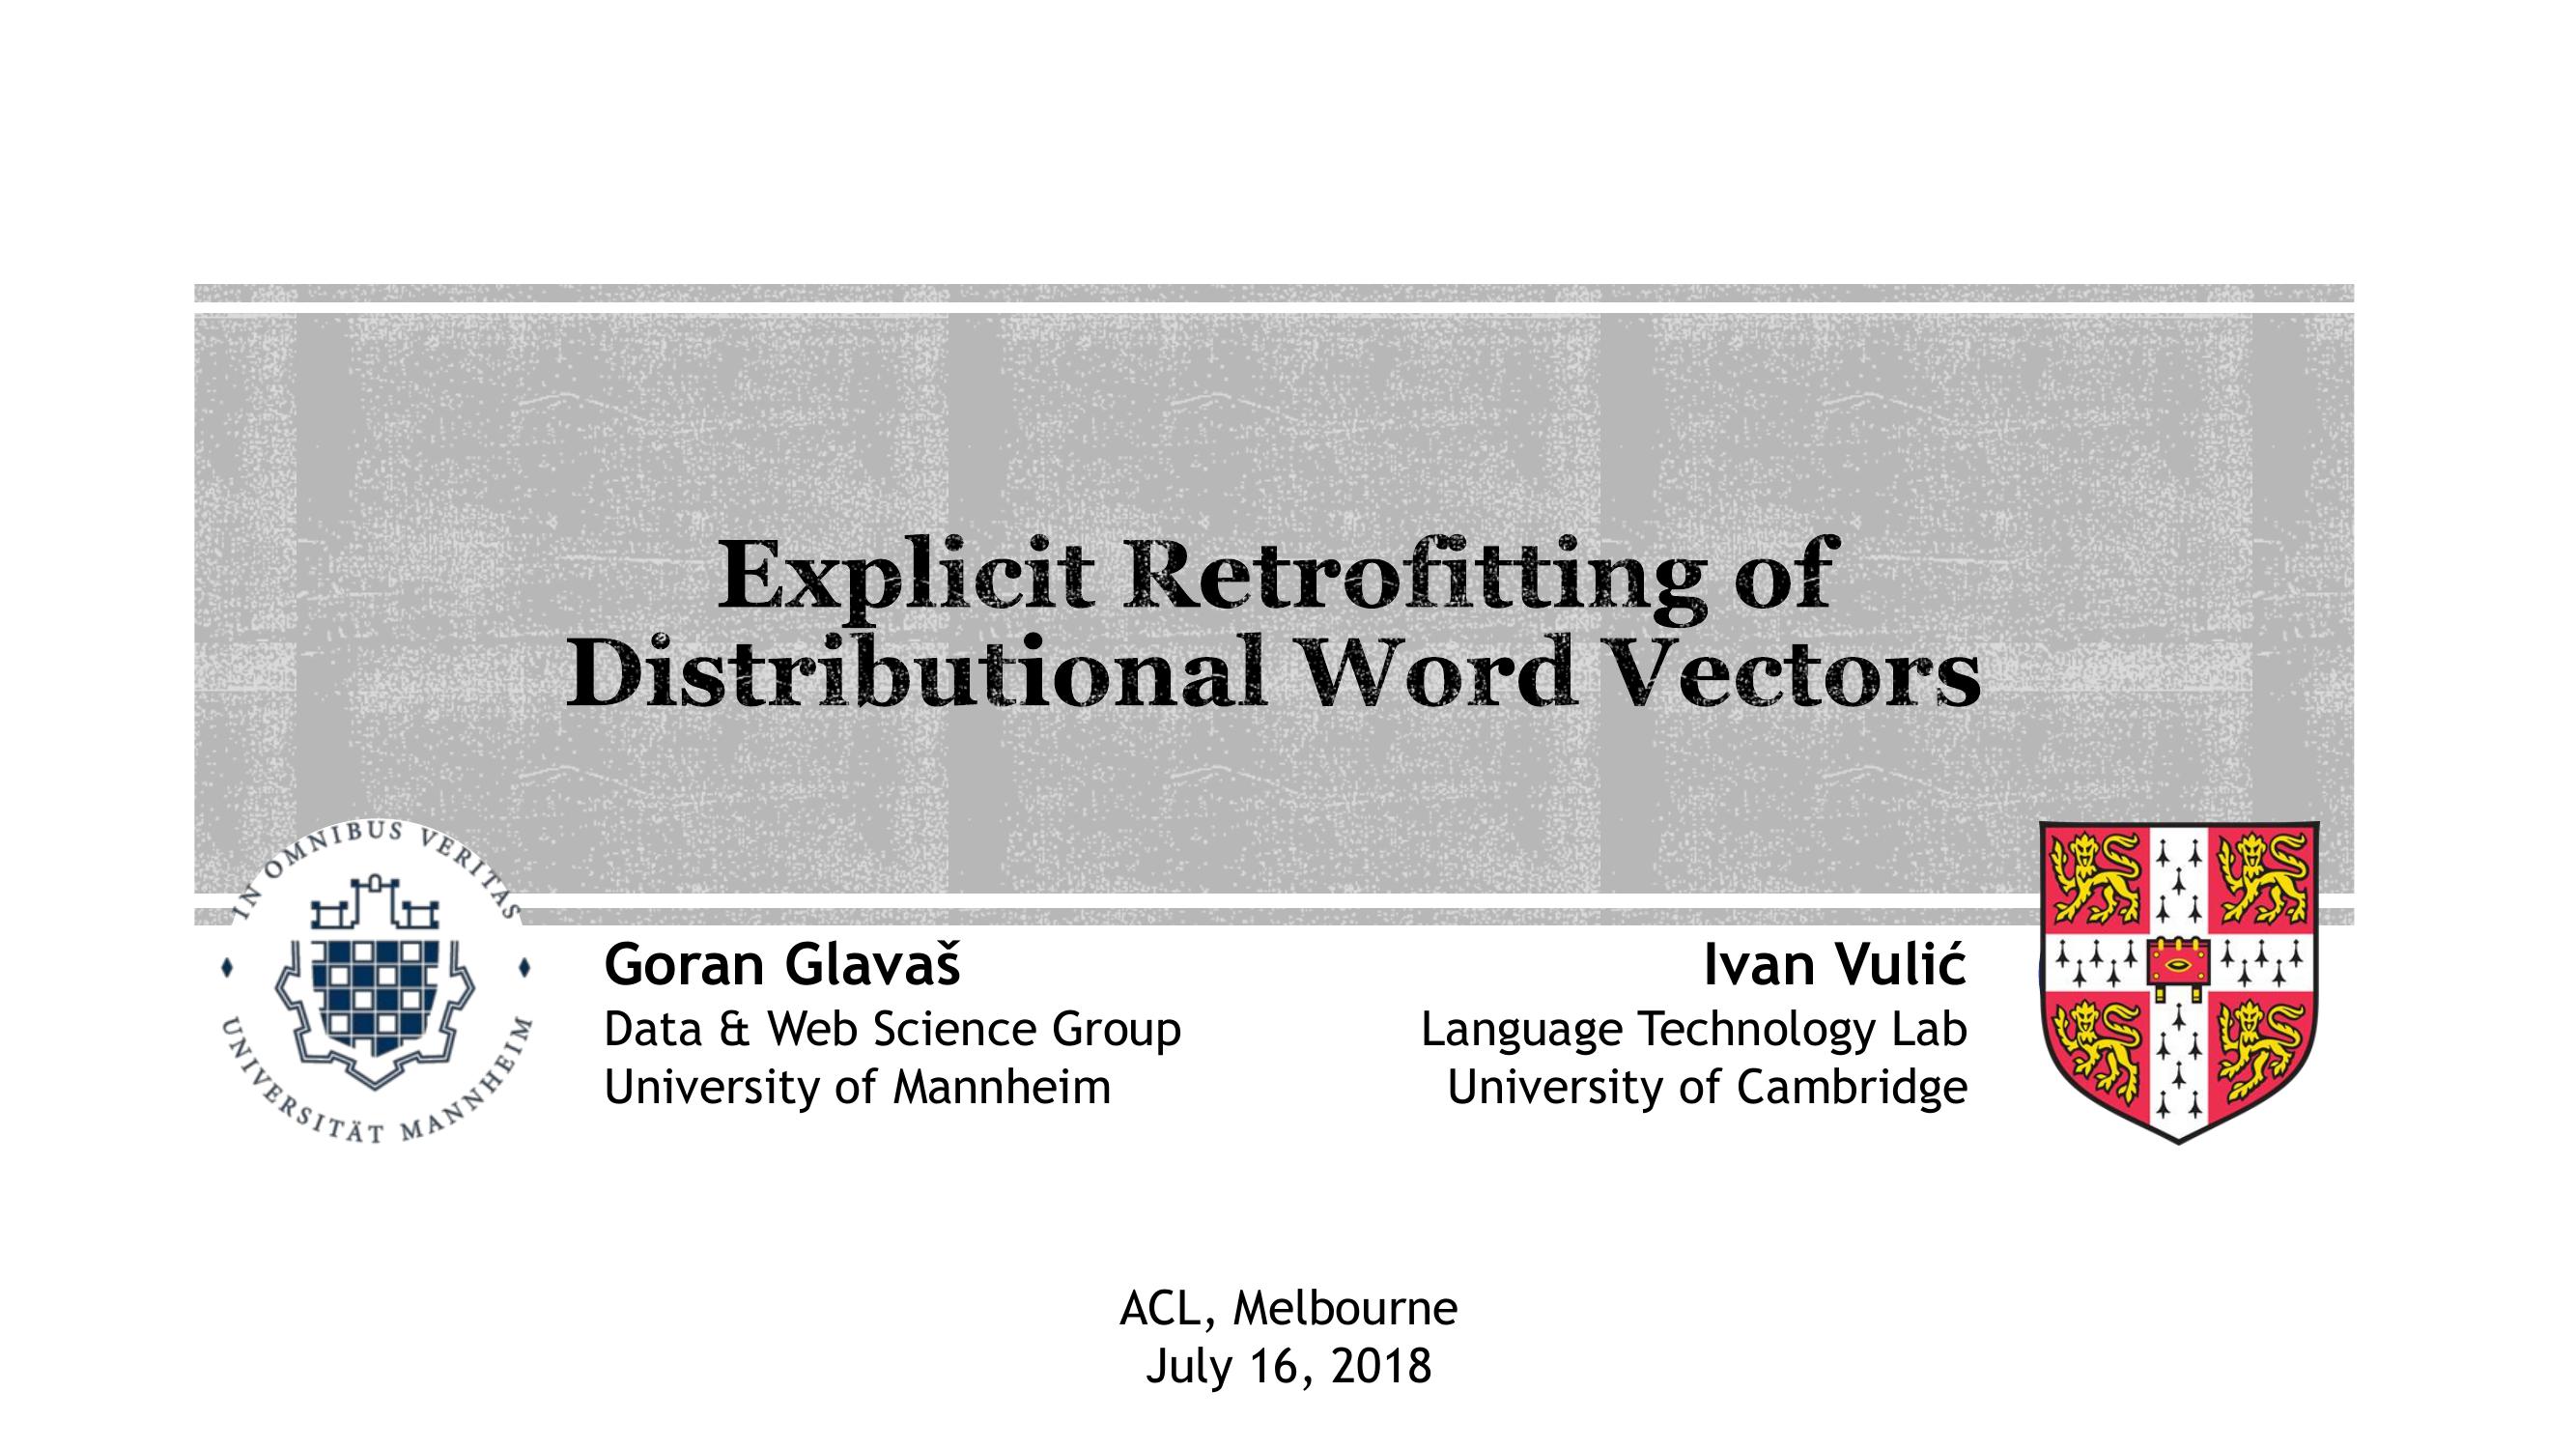 Explicit Retrofitting of
Distributional Word Vectors
IN OMNIBUS VERITAS
UNIVERSITÄT MANNHEIM
Goran Glavaš
Data & Web Science Group
University of Mannheim
Ivan Vulić
Language Technology Lab
University of Cambridge
ACL, Melbourne
July 16, 2018